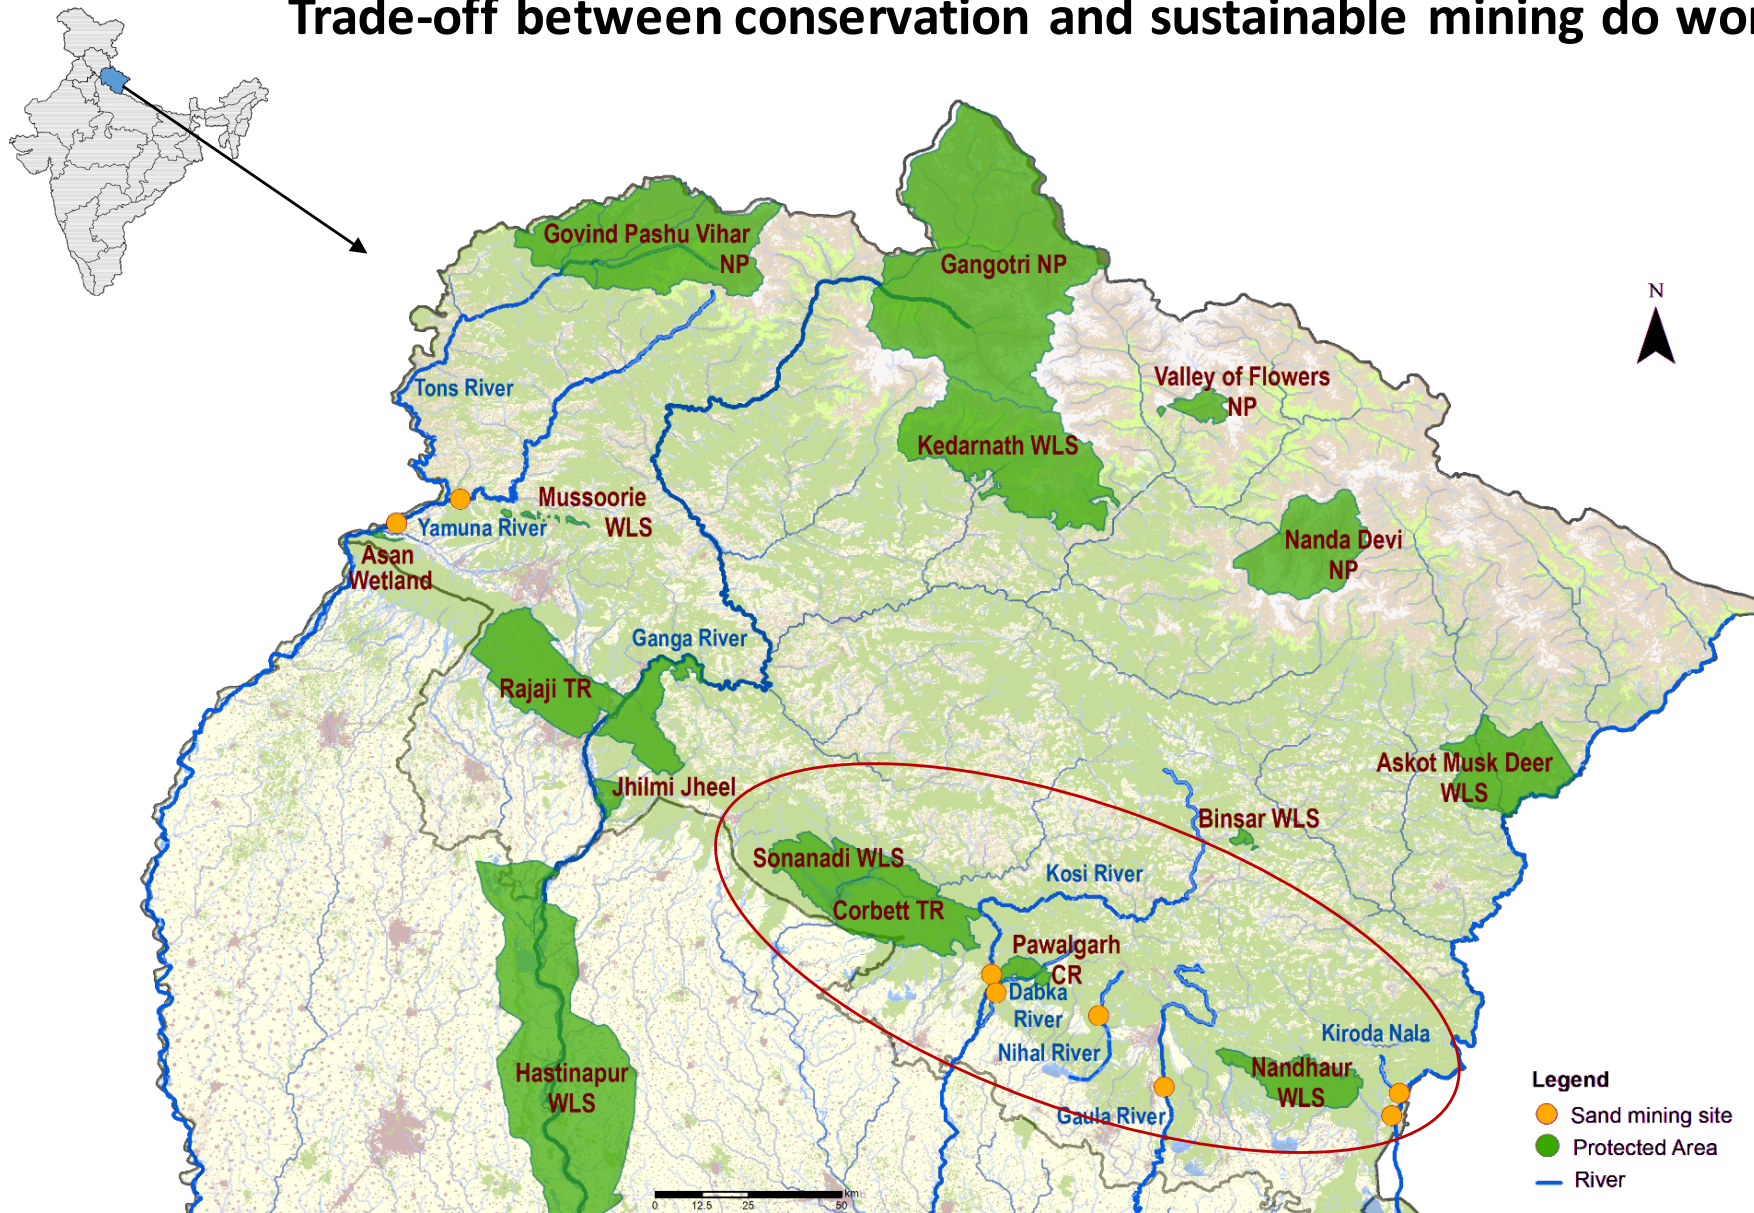 Trade-off between conservation and sustainable mining do
Govind Pashu Vihar
NP
Gangotri NP
N
Valley of Flowers
NP
Tons River
Kedarnath WLS
Mussoorie
WLS
Yamuna River
Asan
Wetland
Nanda Devi
NP
Ganga River
Rajaji TR
Jhilmi Jheel
Askot Musk Deer
WLS
Binsar WLS
Sonanadi WLS
Kosi River
Corbett TR
Pawalgarh
CR
Dabka
River
Nihal River
Kiroda Nala
Hastinapur
WLS
Nandhaur
WLS
Gaula River
Legend
Sand mining site
Protected Area
River
km
0 12.5 25 50